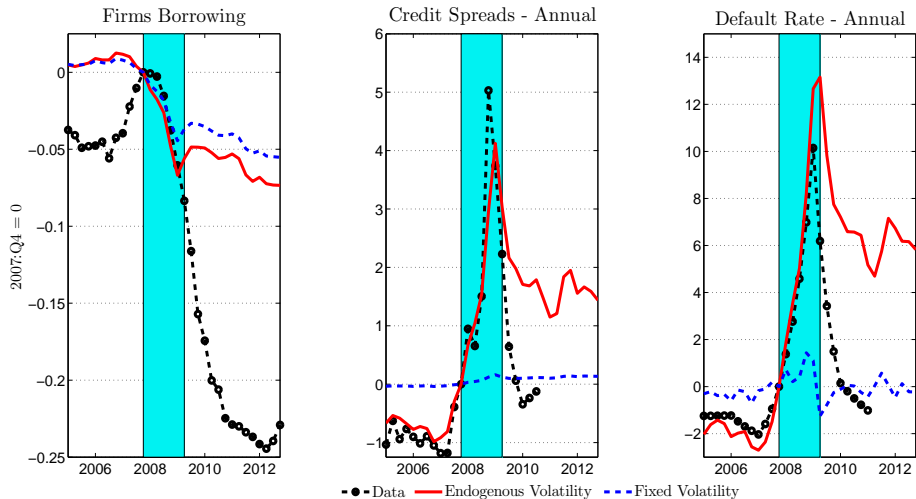 Firms Borrowing
Credit Spreads - Annual
Default Rate - Annual
2007:Q4 = 0
0
−0.05
−0.1
−0.15
−0.2
−0.25
2006 2008 2010 2012
6
5
4
3
2
1
0
−1
2006 2008 2010 2012
14
12
10
8
6
4
2
0
−2
2006 2008 2010 2012
Data Endogenous Volatility Fixed Volatility